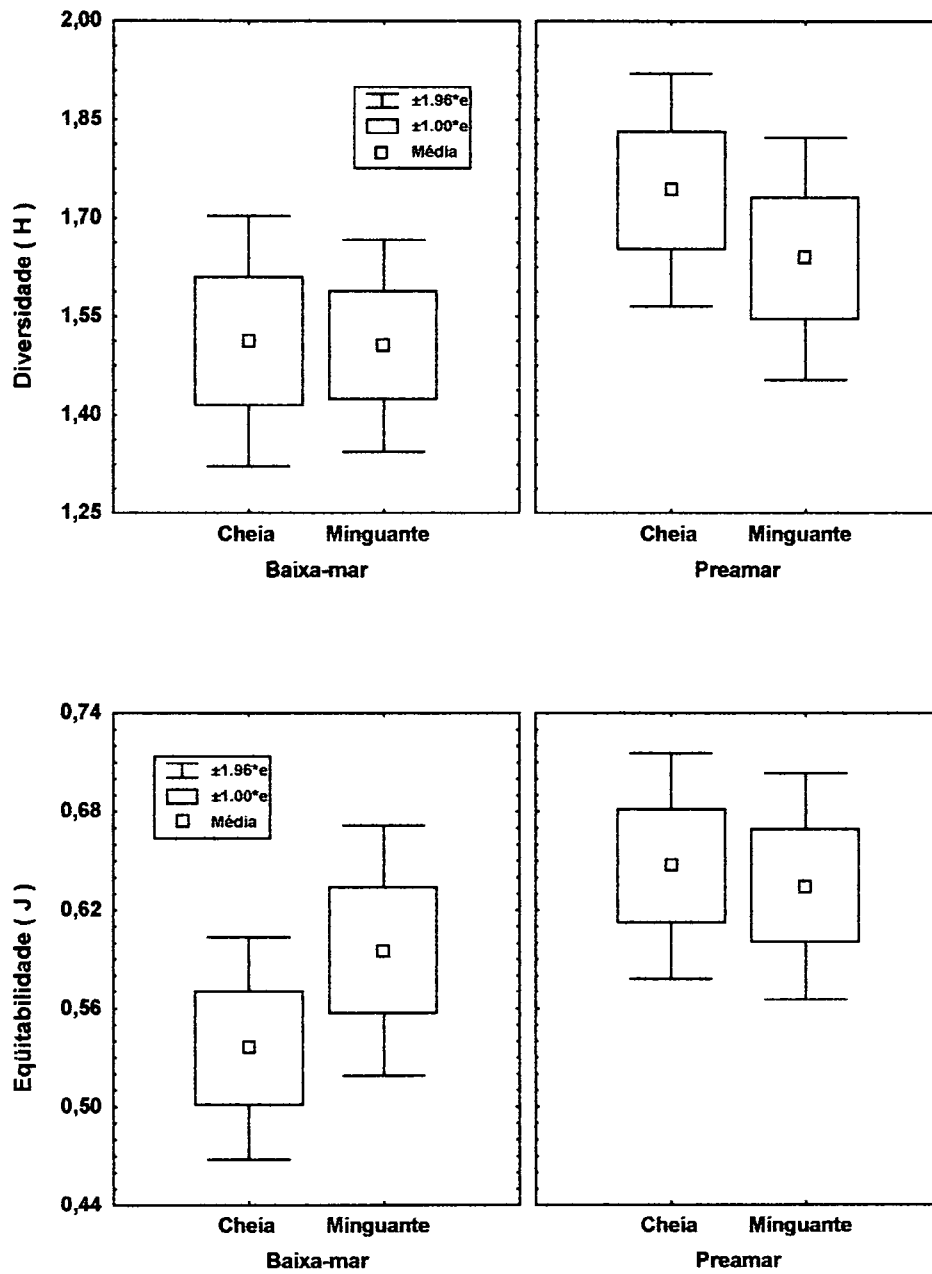 Diversidade ( H )
2,00
1,85
1,70
1,55
1,40
1,25
±1.96*e
±1.00*e
Média
Cheia Minguante Cheia Minguante
Baixa-mar Preamar
Eqüitabilidade ( J )
0,74
0,68
0,62
0,56
0,50
0,44
±1.96*e
±1.00*e
Média
Cheia Minguante Cheia Minguante
Baixa-mar Preamar